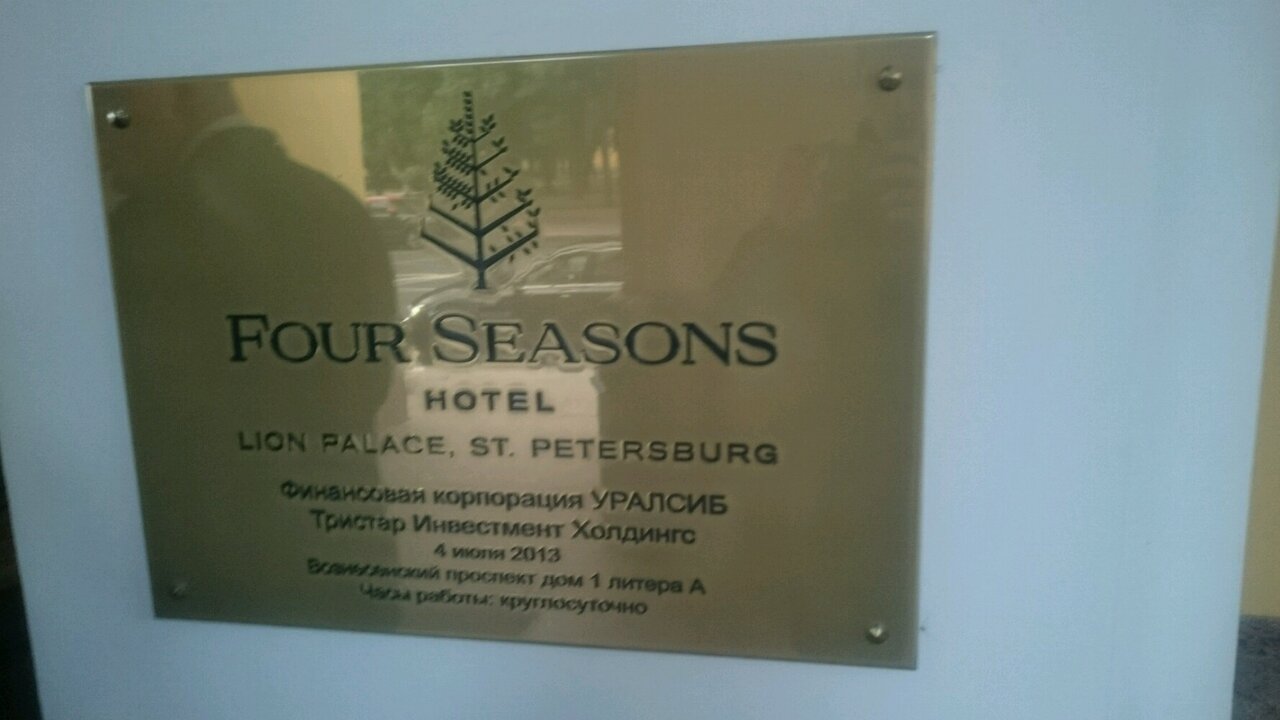 FOUR SEASONS
HOTEL
LION PALACE, ST. PETERSBURG
Финансовая корпорация УРАЛСИБ
Тристар Инвестмент Холдингс
4 июля 2013
Вознесенский проспект дом 1 литера А
Часы работы: круглосуточно